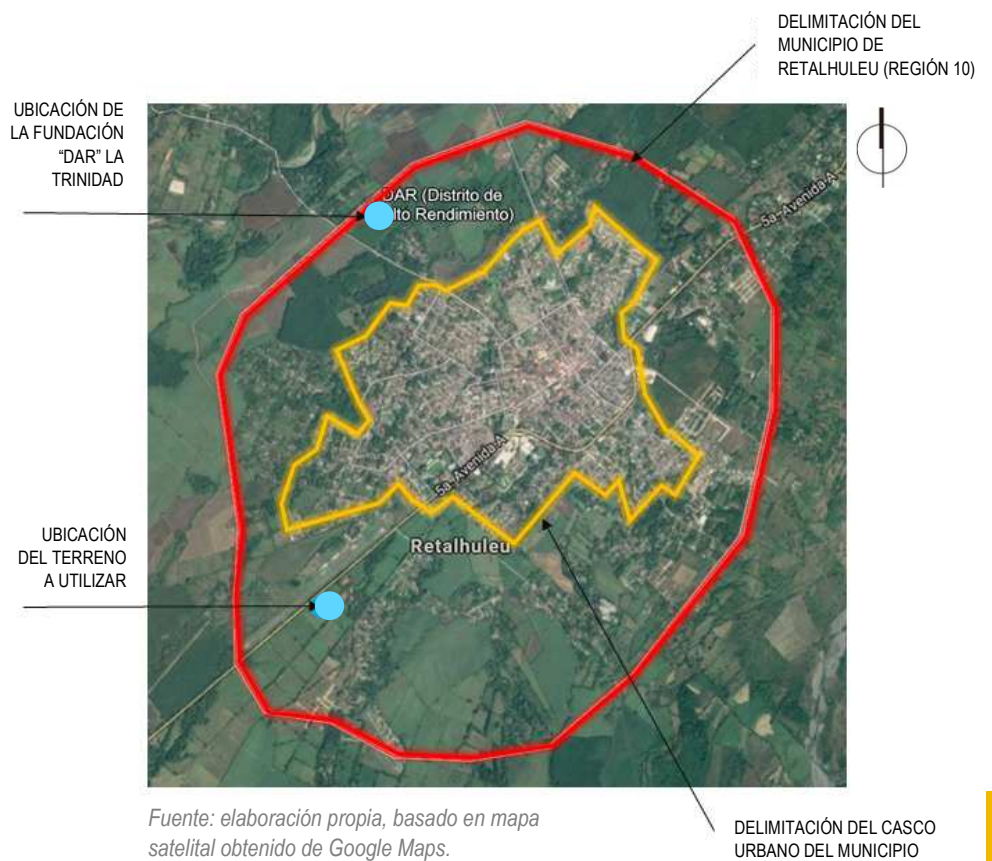 DELIMITACIÓN DEL
MUNICIPIO DE
RETALHULEU (REGIÓN 10)
UBICACIÓN DE
LA FUNDACIÓN
“DAR” LA
TRINIDAD
DAR (Distrito de
lto Rendimiento)
5a. Avenida A
5a. Avenida A
Retalhuleu
UBICACIÓN
DEL TERRENO
A UTILIZAR
Fuente: elaboración propia, basado en mapa
satelital obtenido de Google Maps.
DELIMITACIÓN DEL CASCO
URBANO DEL MUNICIPIO